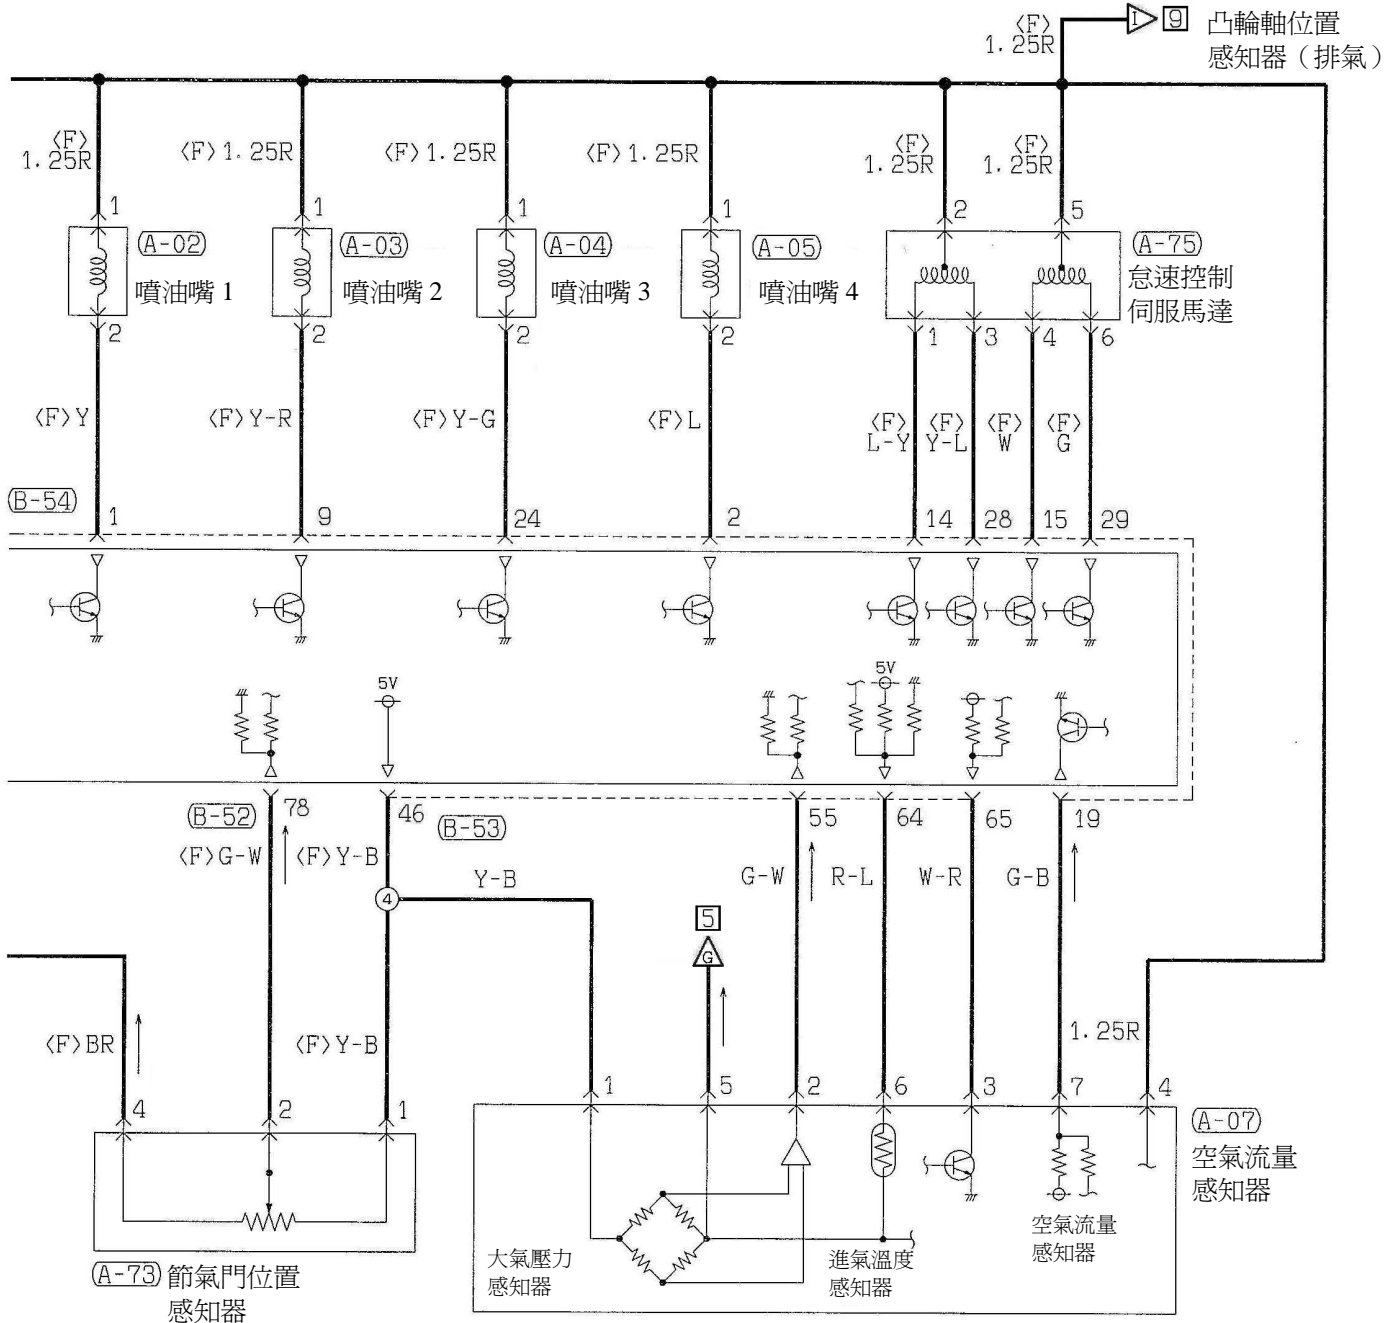 〈F〉
1.25R
I 9 凸輪軸位置
感知器（排氣）
〈F〉
1.25R
〈F〉1.25R
〈F〉1.25R
〈F〉1.25R
〈F〉
1.25R
〈F〉
1.25R
1 1 1 1 2 5
A-02 A-03 A-04 A-05 A-75
噴油嘴 1 噴油嘴 2 噴油嘴 3 噴油嘴 4
怠速控制
伺服馬達
2 2 2 2 1 3 4 6
〈F〉Y 〈F〉Y-R 〈F〉Y-G 〈F〉L
〈F〉
L-Y
〈F〉
Y-L
〈F〉
W
〈F〉
G
B-54
1 9 24 2 14 28 15 29
5V
5V
B-52 78 46 B-53 55 64 65 19
〈F〉G-W 〈F〉Y-B
Y-B
G-W R-L W-R G-B
4
5
G
〈F〉BR 〈F〉Y-B
1.25R
4 2 1
1 5 2 6 3 7 4
A-07
空氣流量
感知器
大氣壓力
感知器
進氣溫度
感知器
空氣流量
感知器
A-73 節氣門位置
感知器